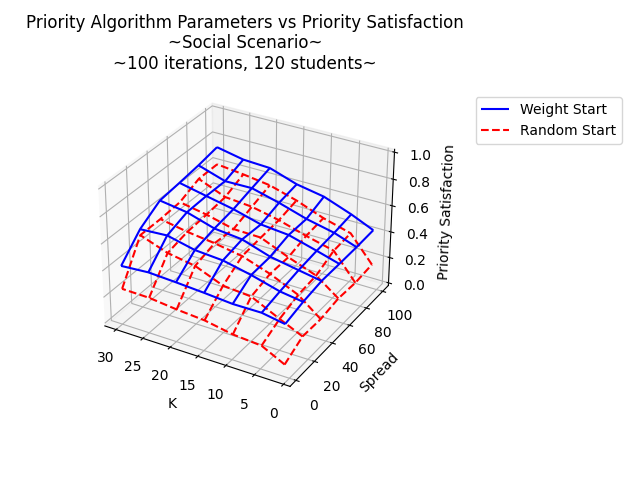 Priority Algorithm Parameters vs Priority Satisfaction
~Social Scenario~
~100 iterations, 120 students~
Weight Start
Random Start
1.0
0.8
0.6
0.4
0.2
0.0
Priority Satisfaction
100
80
60
40
20
0
Spread
30
25
20
15
10
5
0
K